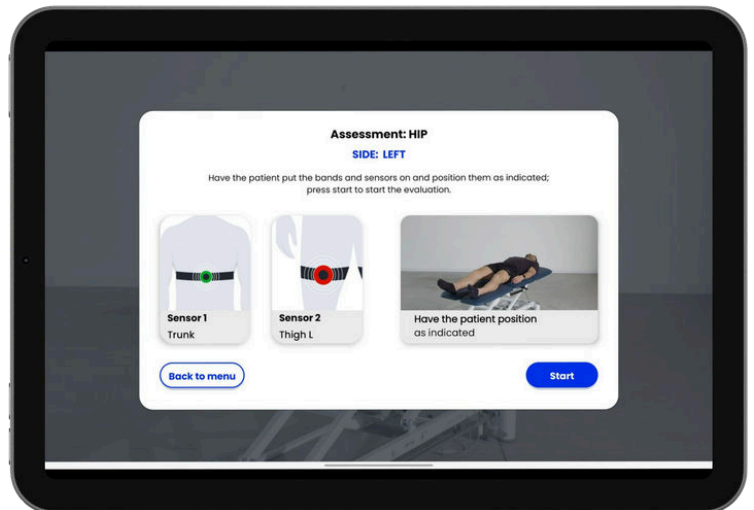 Assessment: HIP
SIDE: LEFT
Have the patient put the bands and sensors on and position them as indicated;
press start to start the evaluation.
Sensor 1
Trunk
Sensor 2
Thigh L
Have the patient position
as indicated
Back to menu
Start